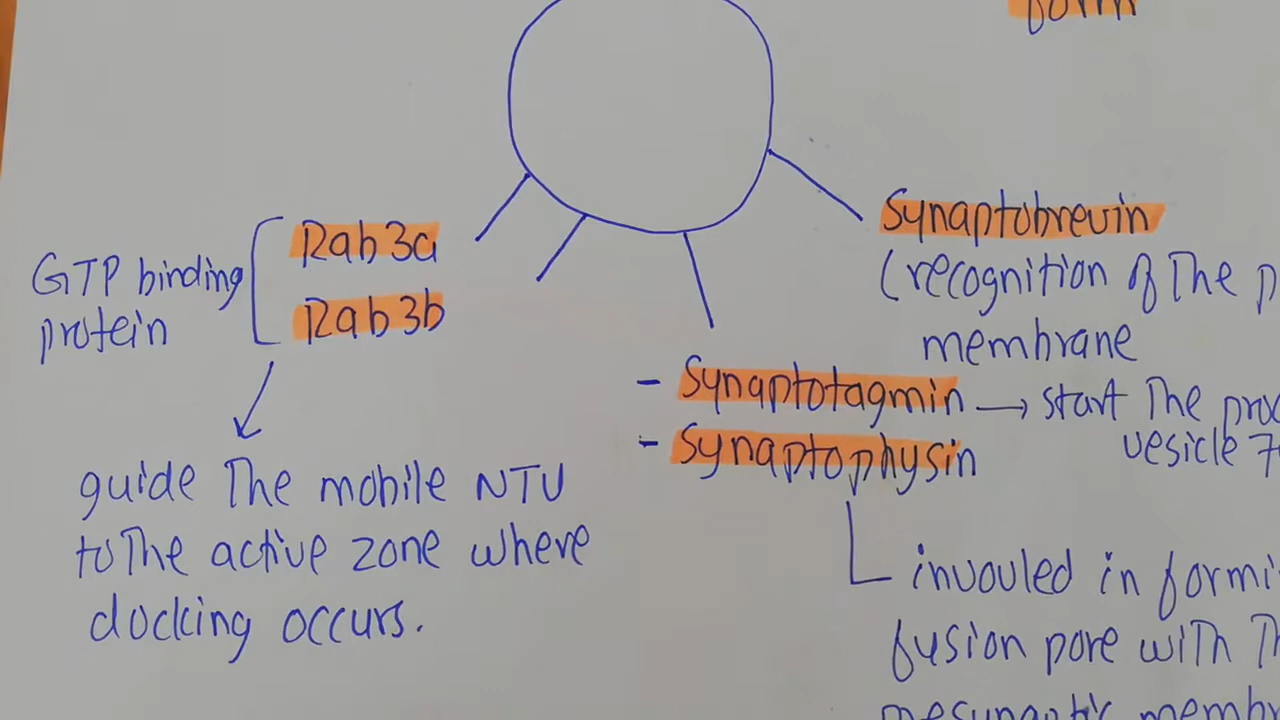 form
GTP binding
protein
Rab3a
Rab3b
guide The mobile NTV
to The active zone where
docking occurs.
Synaptobrevin
(recognition of The
membrane
- Synaptotagmin → start The
vesicle
- Synaptophysin
involved in
fusion pore with